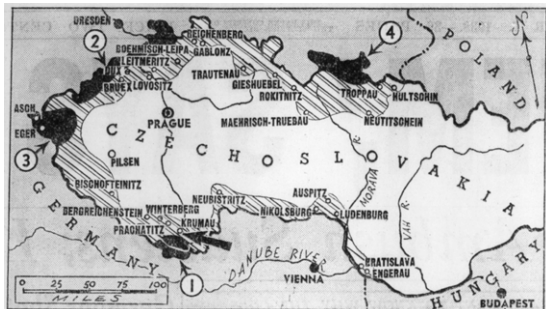 DRESDEN
REICHENBERG
BOEHMISCH-LEIPA
GABLONZ
LEITMERITZ
DUX
LOVOSITZ
BRUEX
TRAUTENAU
GIESHUEBEL
ROKITNITZ
TROPPAU
HULTSCHIN
NEUTITSCHEIN
MAEHRISCH-TRUEBAU
POLAND
ASCH
EGER
PRAGUE
CZECHOSLOVAKIA
PILSEN
BISCHOFTEINITZ
BERGREICHENSTEIN
WINTERBERG
PRACHATITZ
KRUMAU
NEUBISTRITZ
NIKOLSBURG
AUSPITZ
LUDENBURG
MORAVA R.
VAH R.
GERMANY
DANUBE RIVER
VIENNA
BRATISLAVA
ENGERAU
HUNGARY
BUDAPEST
1
2
3
4
0 25 50 75 100
MILES